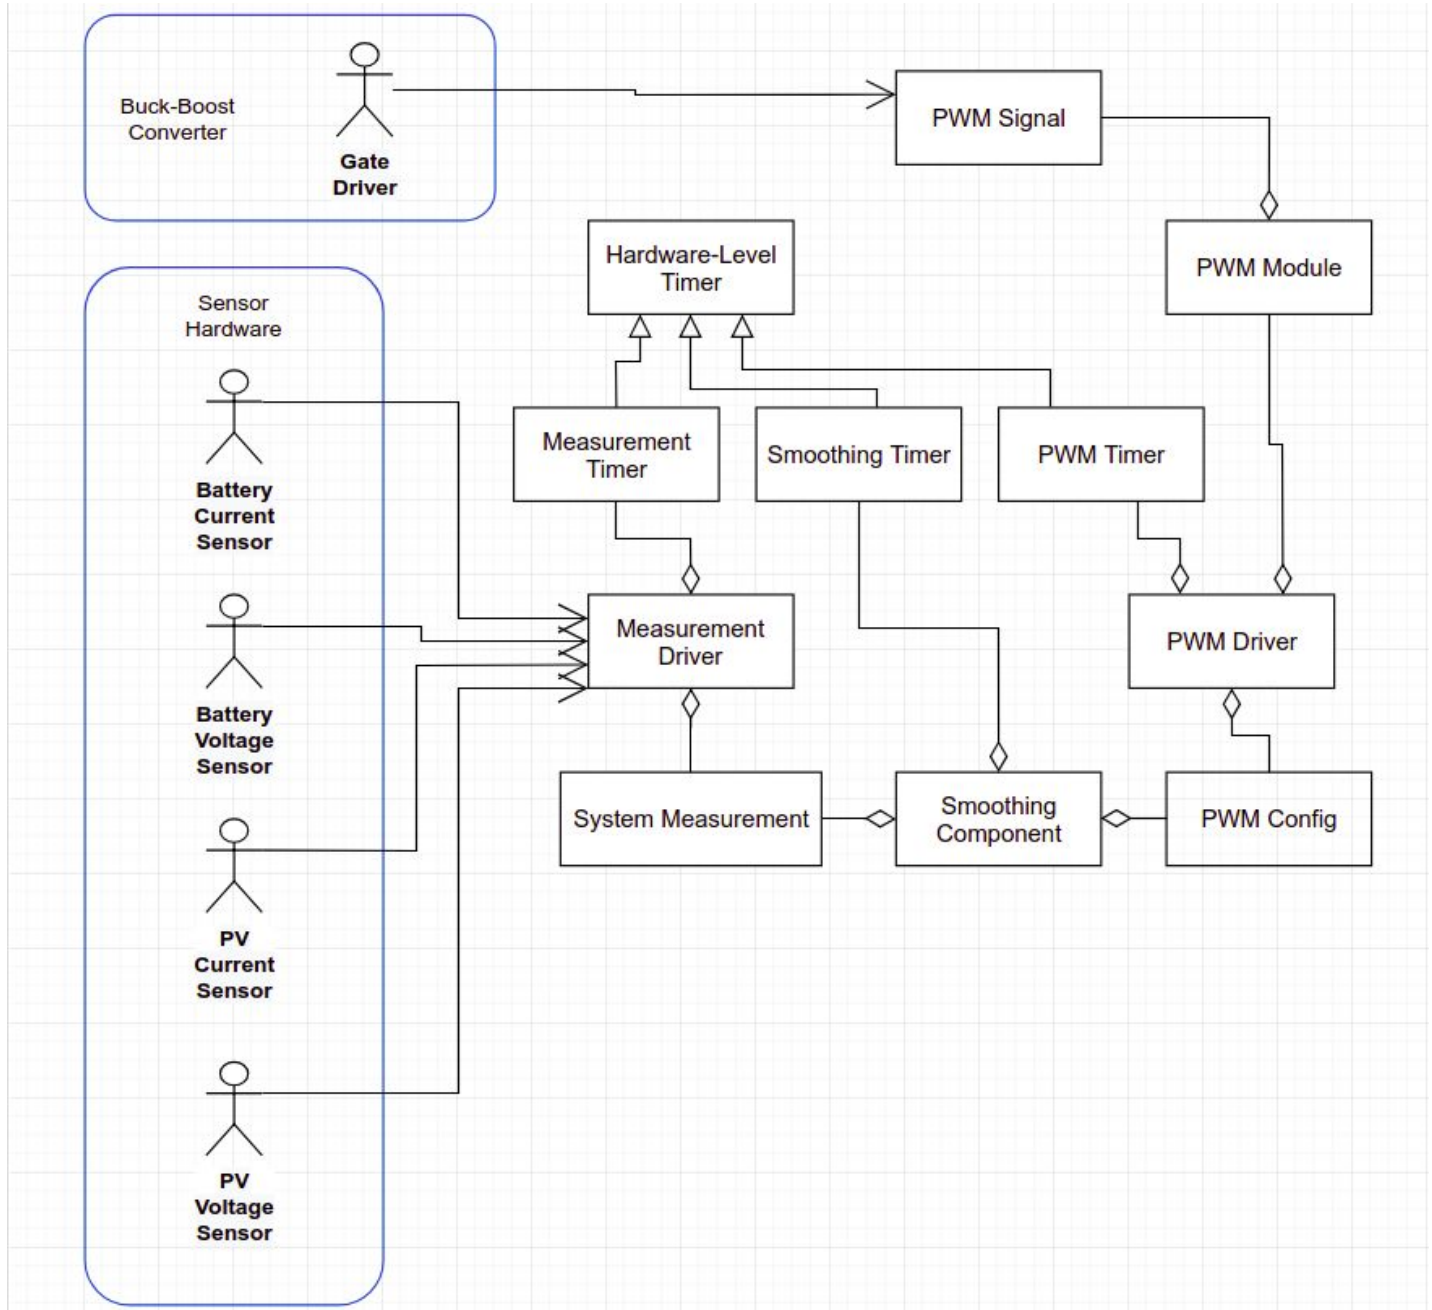 Buck-Boost
Converter
Gate
Driver
PWM Signal
Hardware-Level
Timer
PWM Module
Sensor
Hardware
Measurement
Timer
Smoothing Timer
PWM Timer
Battery
Current
Sensor
Measurement
Driver
PWM Driver
Battery
Voltage
Sensor
System Measurement
Smoothing
Component
PWM Config
PV
Current
Sensor
PV
Voltage
Sensor